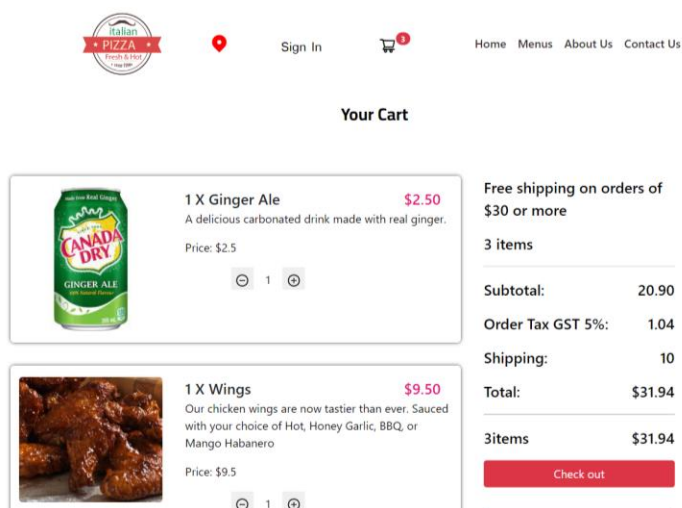 italian
PIZZA
Fresh & Hot
Sign In
3
Home Menus About Us Contact Us
Your Cart
CANADA
DRY
GINGER ALE
1 X Ginger Ale $2.50
A delicious carbonated drink made with real ginger.
Price: $2.5
1
1 X Wings $9.50
Our chicken wings are now tastier than ever. Sauced
with your choice of Hot, Honey Garlic, BBQ, or
Mango Habanero
Price: $9.5
1
Free shipping on orders of
$30 or more
3 items
Subtotal: 20.90
Order Tax GST 5%: 1.04
Shipping: 10
Total: $31.94
3items $31.94
Check out